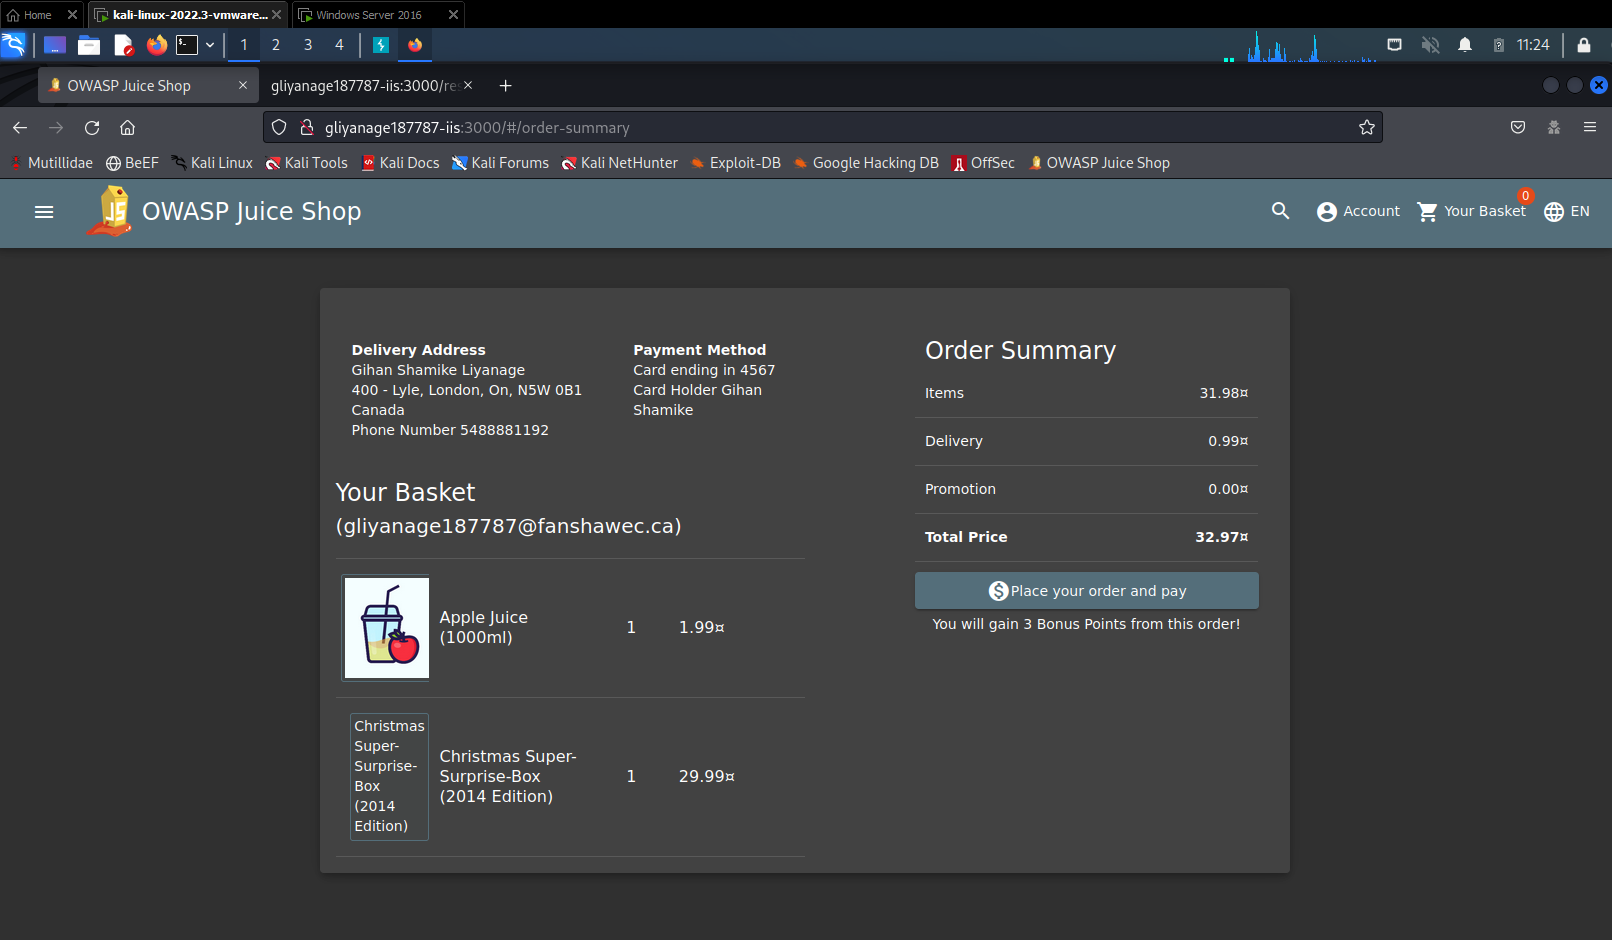 Home
kali-linux-2022.3-vmware...
Windows Server 2016
1 2 3 4
11:24
OWASP Juice Shop
gliyanage187787-iis:3000/res
gliyanage187787-iis:3000/#/order-summary
Mutillidae BeEF Kali Linux Kali Tools Kali Docs Kali Forums Kali NetHunter Exploit-DB Google Hacking DB OffSec OWASP Juice Shop
OWASP Juice Shop
Account
Your Basket
0
EN
Delivery Address
Gihan Shamike Liyanage
400 - Lyle, London, On, N5W 0B1
Canada
Phone Number 5488881192
Payment Method
Card ending in 4567
Card Holder Gihan
Shamike
Order Summary
Items 31.98¤
Delivery 0.99¤
Promotion 0.00¤
Total Price 32.97¤
Place your order and pay
You will gain 3 Bonus Points from this order!
Your Basket
(gliyanage187787@fanshawec.ca)
Apple Juice
(1000ml)
1 1.99¤
Christmas
Super-
Surprise-
Box
(2014
Edition)
Christmas Super-
Surprise-Box
(2014 Edition)
1 29.99¤